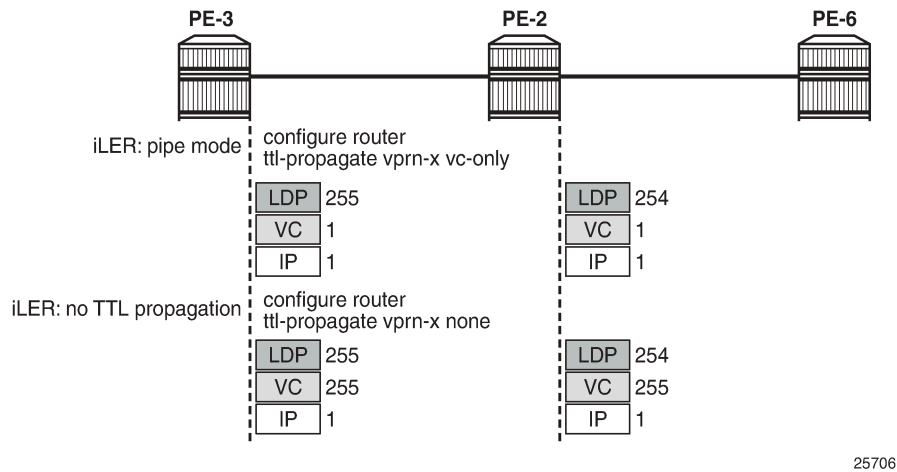 PE-3 PE-2 PE-6
iLER: pipe mode
configure router
ttl-propagate vprn-x vc-only
LDP 255 LDP 254
VC 1 VC 1
IP 1 IP 1
iLER: no TTL propagation
configure router
ttl-propagate vprn-x none
LDP 255 LDP 254
VC 255 VC 255
IP 1 IP 1
25706